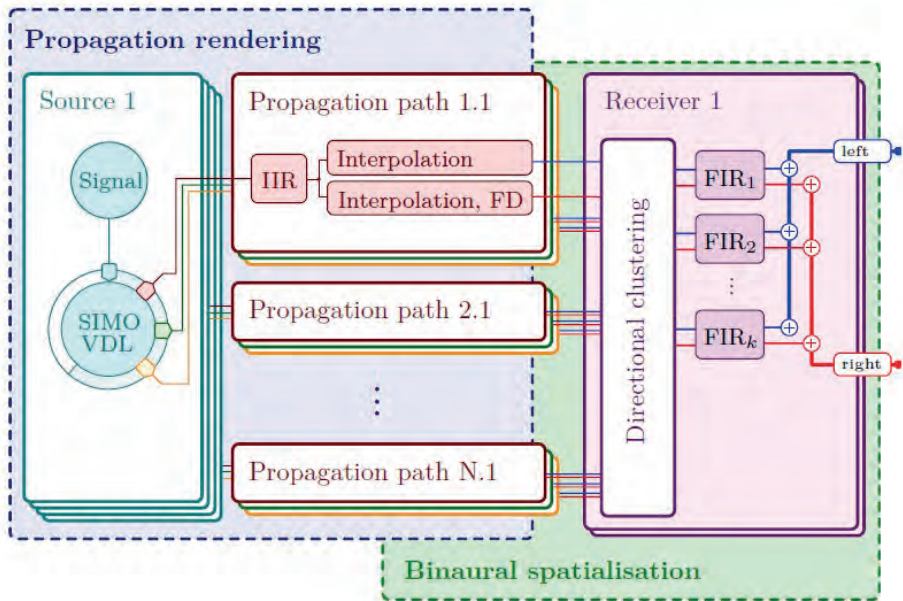 Propagation rendering
Source 1
Signal
SIMO
VDL
Propagation path 1.1
IIR
Interpolation
Interpolation, FD
Propagation path 2.1
⋮
Propagation path N.1
Receiver 1
Directional clustering
FIR₁
FIR₂
⋮
FIRₖ
left
right
Binaural spatialisation